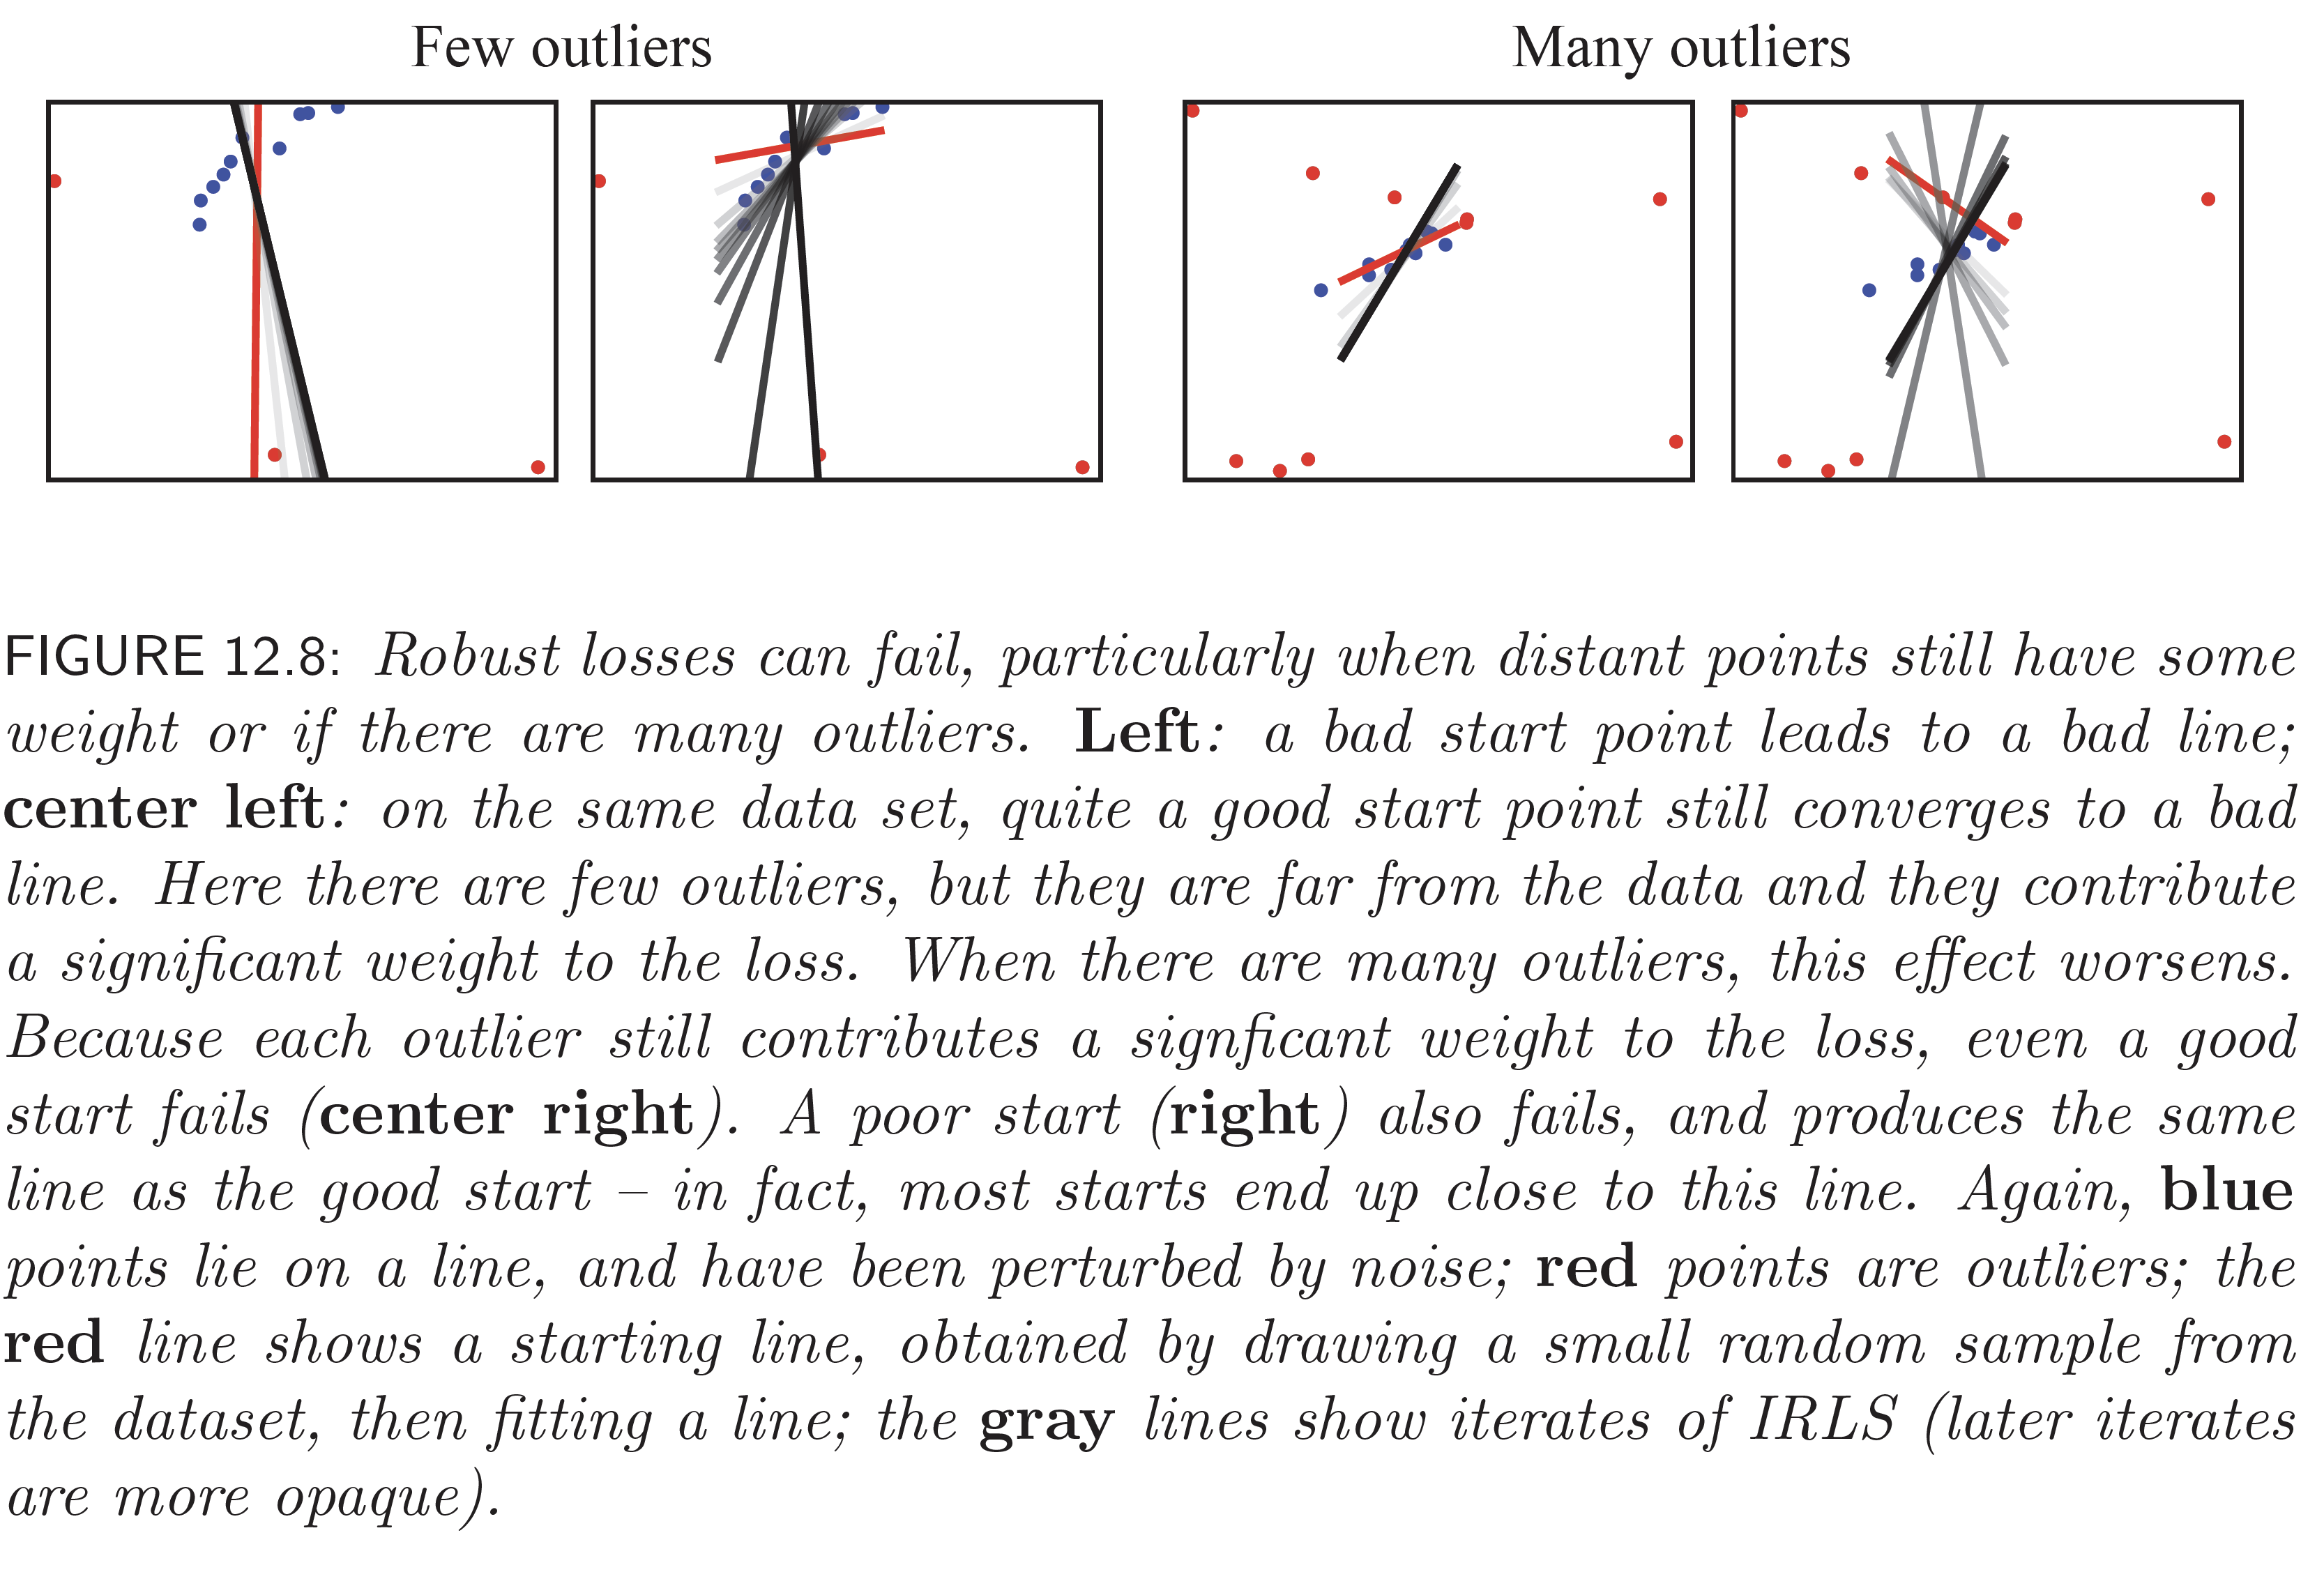 Few outliers
Many outliers
FIGURE 12.8: Robust losses can fail, particularly when distant points still have some
weight or if there are many outliers. Left: a bad start point leads to a bad line;
center left: on the same data set, quite a good start point still converges to a bad
line. Here there are few outliers, but they are far from the data and they contribute
a significant weight to the loss. When there are many outliers, this effect worsens.
Because each outlier still contributes a signficant weight to the loss, even a good
start fails (center right). A poor start (right) also fails, and produces the same
line as the good start – in fact, most starts end up close to this line. Again, blue
points lie on a line, and have been perturbed by noise; red points are outliers; the
red line shows a starting line, obtained by drawing a small random sample from
the dataset, then fitting a line; the gray lines show iterates of IRLS (later iterates
are more opaque).